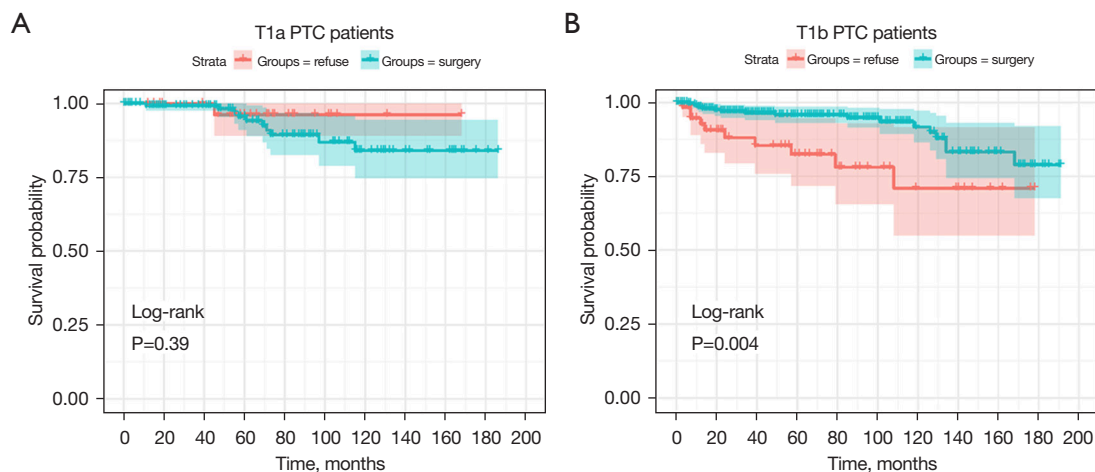 A
T1a PTC patients
Strata Groups = refuse Groups = surgery
1.00
0.75
0.50
0.25
0.00
Survival probability
Log-rank
P=0.39
0 20 40 60 80 100 120 140 160 180 200
Time, months
B
T1b PTC patients
Strata Groups = refuse Groups = surgery
1.00
0.75
0.50
0.25
0.00
Survival probability
Log-rank
P=0.004
0 20 40 60 80 100 120 140 160 180 200
Time, months